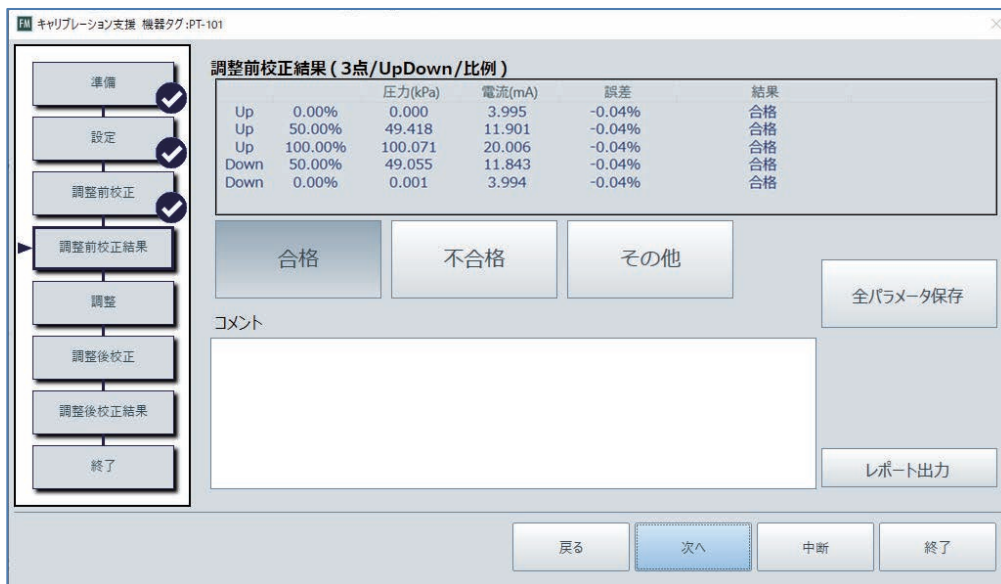 FM キャリブレーション支援 機器タグ:PT-101
準備
設定
調整前校正
調整前校正結果
調整
調整後校正
調整後校正結果
終了
調整前校正結果 ( 3点/UpDown/比例 )
圧力(kPa) 電流(mA) 誤差 結果
Up 0.00% 0.000 3.995 -0.04% 合格
Up 50.00% 49.418 11.901 -0.04% 合格
Up 100.00% 100.071 20.006 -0.04% 合格
Down 50.00% 49.055 11.843 -0.04% 合格
Down 0.00% 0.001 3.994 -0.04% 合格
合格 不合格 その他
全パラメータ保存
コメント
レポート出力
戻る 次へ 中断 終了